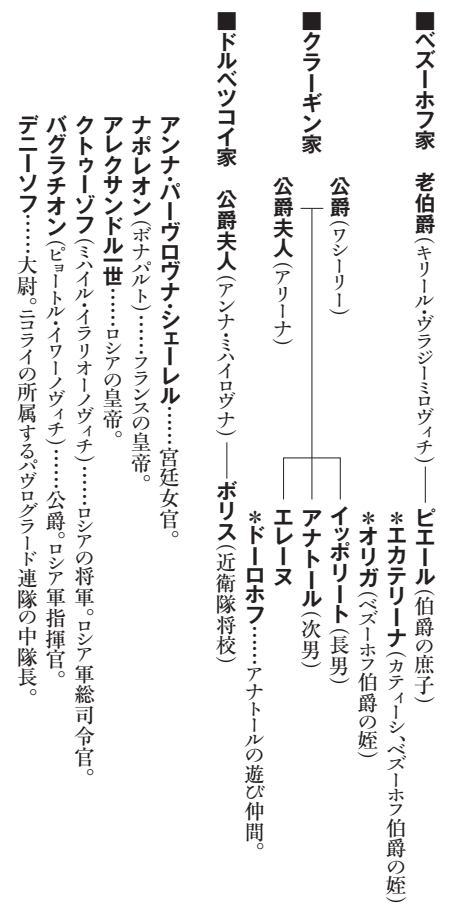 ■ベズーホフ家　老伯爵(キリール・ヴラジーミロヴィチ)――ピエール(伯爵の庶子)
＊エカテリーナ(カティーシ、ベズーホフ伯爵の姪)
＊オリガ(ベズーホフ伯爵の姪)
■クラーギン家　公爵(ワシーリー)
公爵夫人(アリーナ)
イッポリート(長男)
アナトール(次男)
エレーヌ
＊ドーロホフ……アナトールの遊び仲間。
■ドルベツコイ家　公爵夫人(アンナ・ミハイロヴナ)――ボリス(近衛隊将校)
アンナ・パーヴロヴナ・シェーレル……宮廷女官。
ナポレオン(ボナパルト)……フランスの皇帝。
アレクサンドル一世……ロシアの皇帝。
クトゥーゾフ(ミハイル・イラリオーノヴィチ)……ロシアの将軍。ロシア軍総司令官。
バグラチオン(ピョートル・イワーノヴィチ)……公爵。ロシア軍指揮官。
デニーソフ……大尉。ニコライの所属するパヴログラード連隊の中隊長。